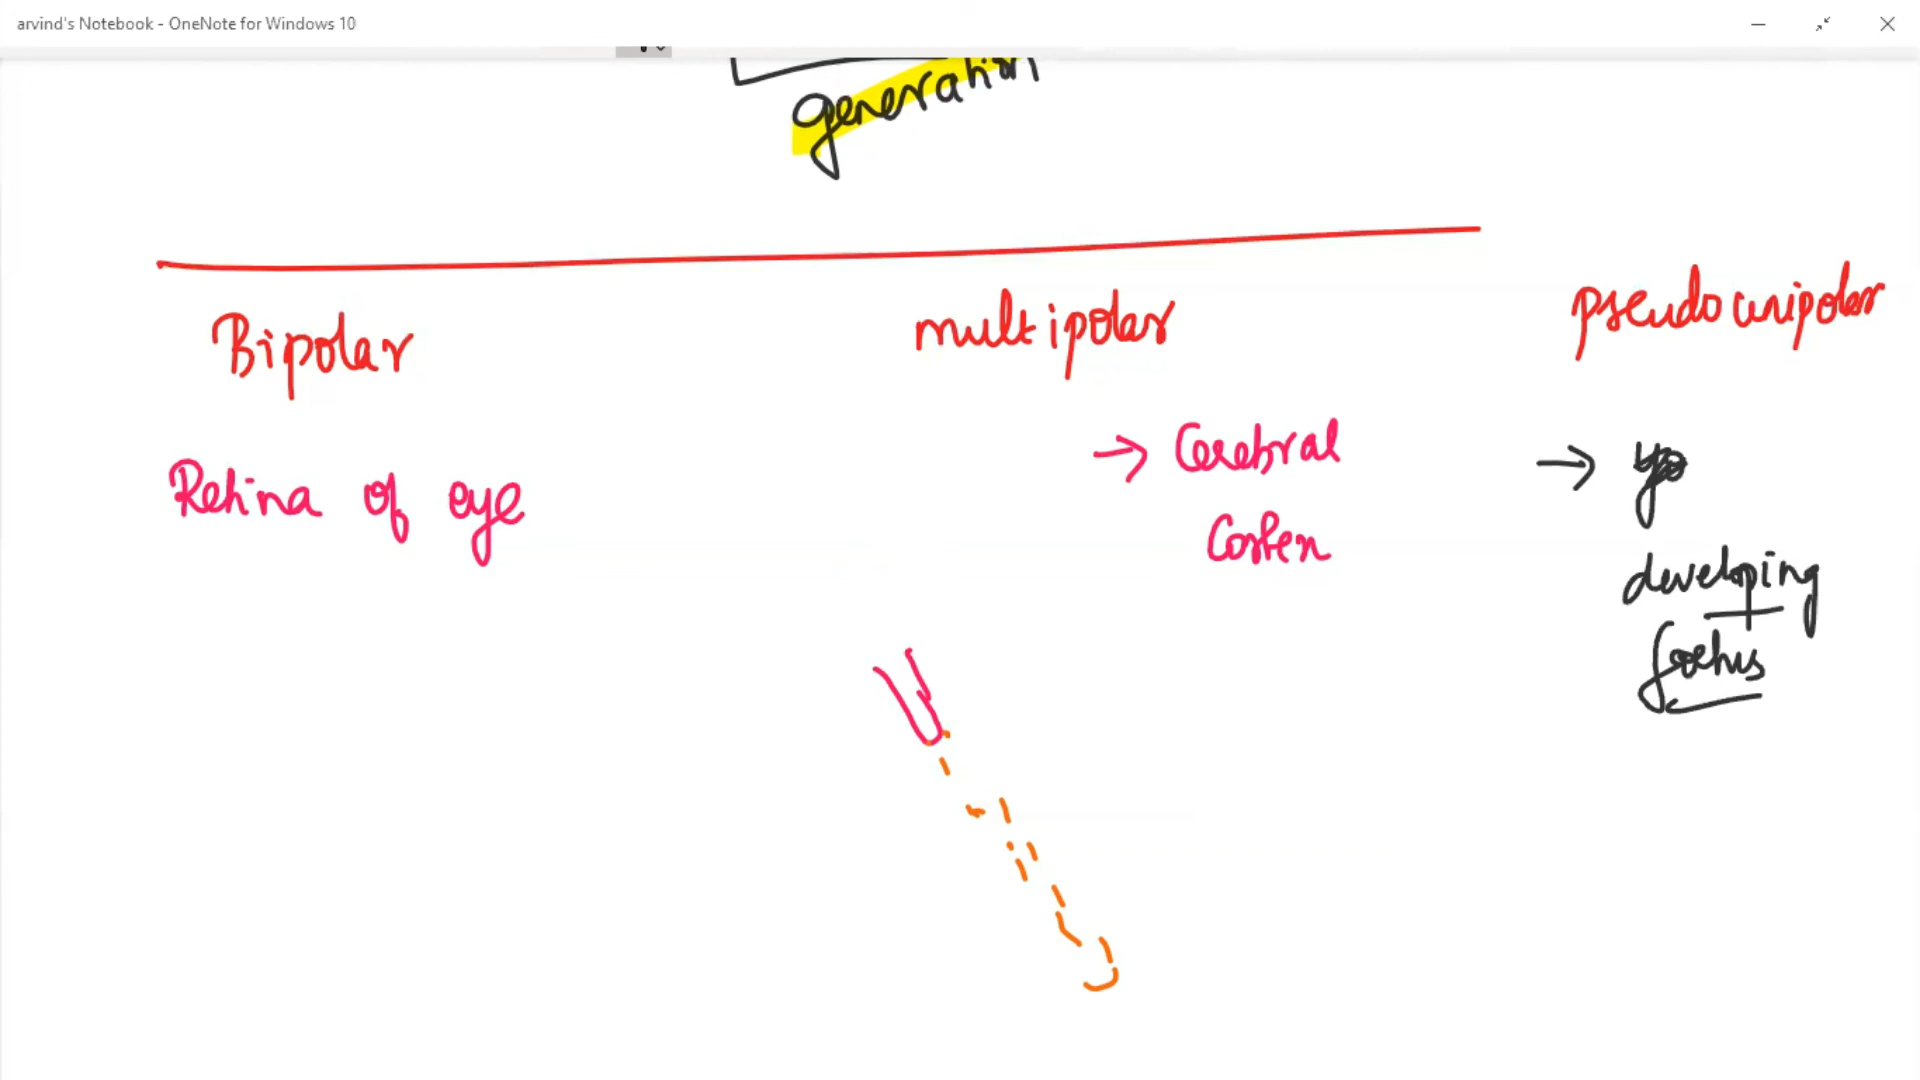 arvind's Notebook - OneNote for Windows 10
generation
Bipolar
multipolar
pseudounipolar
Retina of eye
→ Cerebral
Cortex
→
developing
foetus